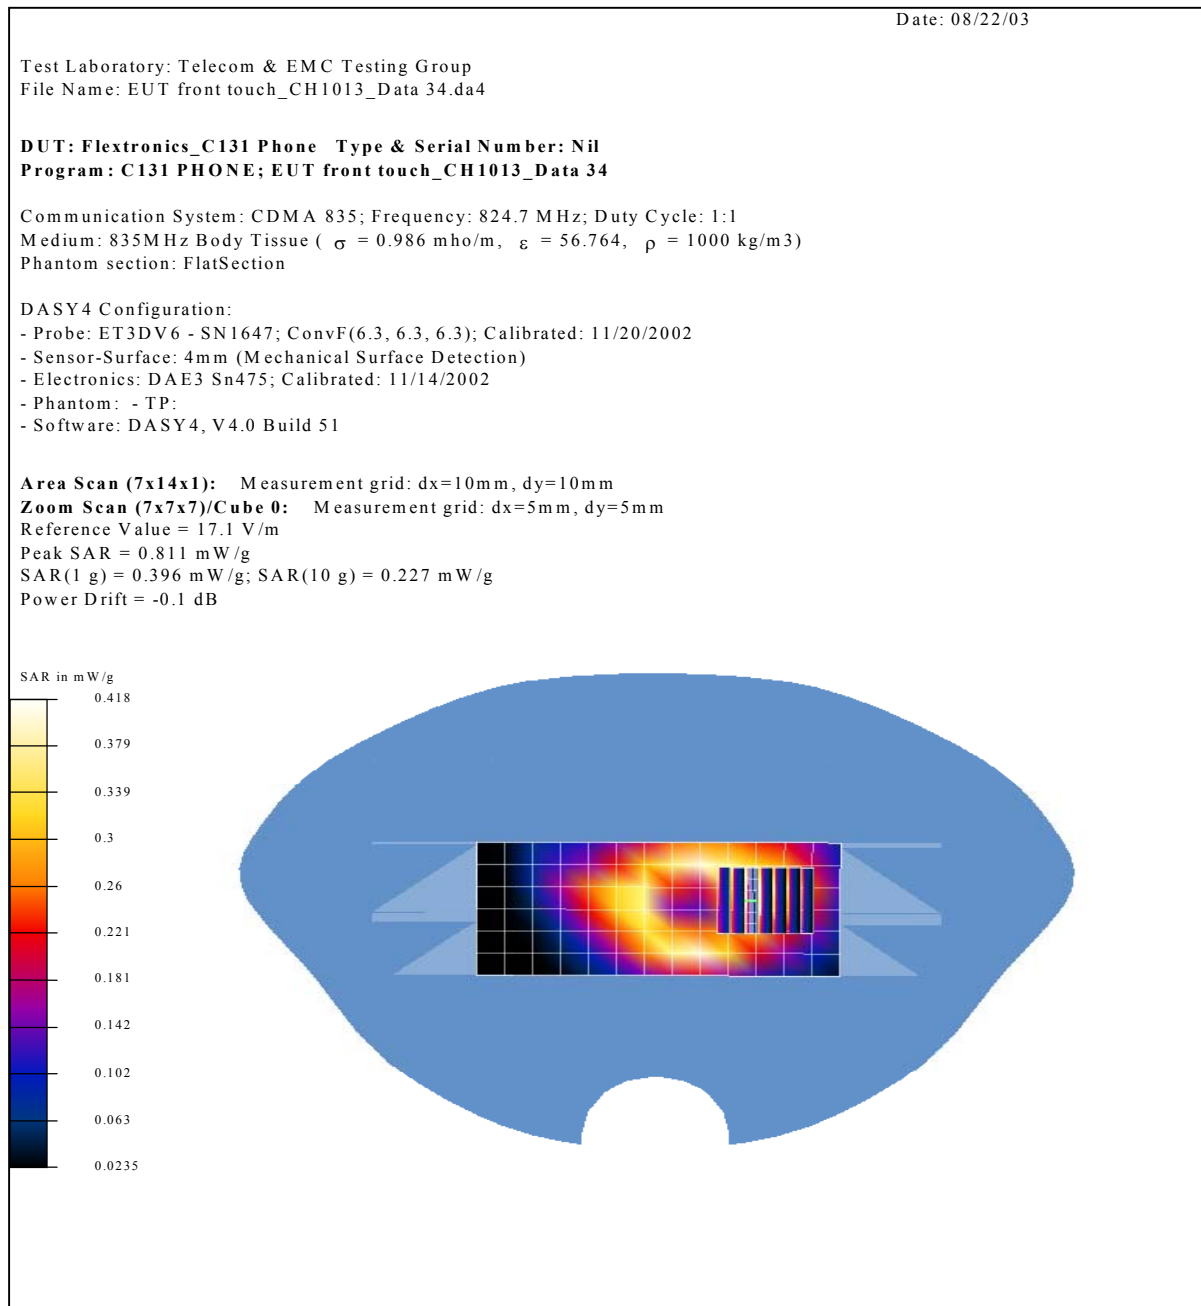 Date: 08/22/03
Test Laboratory: Telecom & EMC Testing Group
File Name: EUT front touch_CH1013_Data 34.da4
DUT: Flextronics_C131 Phone Type & Serial Number: Nil
Program: C131 PHONE; EUT front touch_CH1013_Data 34
Communication System: CDMA 835; Frequency: 824.7 MHz; Duty Cycle: 1:1
Medium: 835MHz Body Tissue ( σ = 0.986 mho/m, ε = 56.764, ρ = 1000 kg/m3)
Phantom section: FlatSection
DASY4 Configuration:
- Probe: ET3DV6 - SN1647; ConvF(6.3, 6.3, 6.3); Calibrated: 11/20/2002
- Sensor-Surface: 4mm (Mechanical Surface Detection)
- Electronics: DAE3 Sn475; Calibrated: 11/14/2002
- Phantom: - TP:
- Software: DASY4, V4.0 Build 51
Area Scan (7x14x1): Measurement grid: dx=10mm, dy=10mm
Zoom Scan (7x7x7)/Cube 0: Measurement grid: dx=5mm, dy=5mm
Reference Value = 17.1 V/m
Peak SAR = 0.811 mW/g
SAR(1 g) = 0.396 mW/g; SAR(10 g) = 0.227 mW/g
Power Drift = -0.1 dB
SAR in mW/g
0.418
0.379
0.339
0.3
0.26
0.221
0.181
0.142
0.102
0.063
0.0235